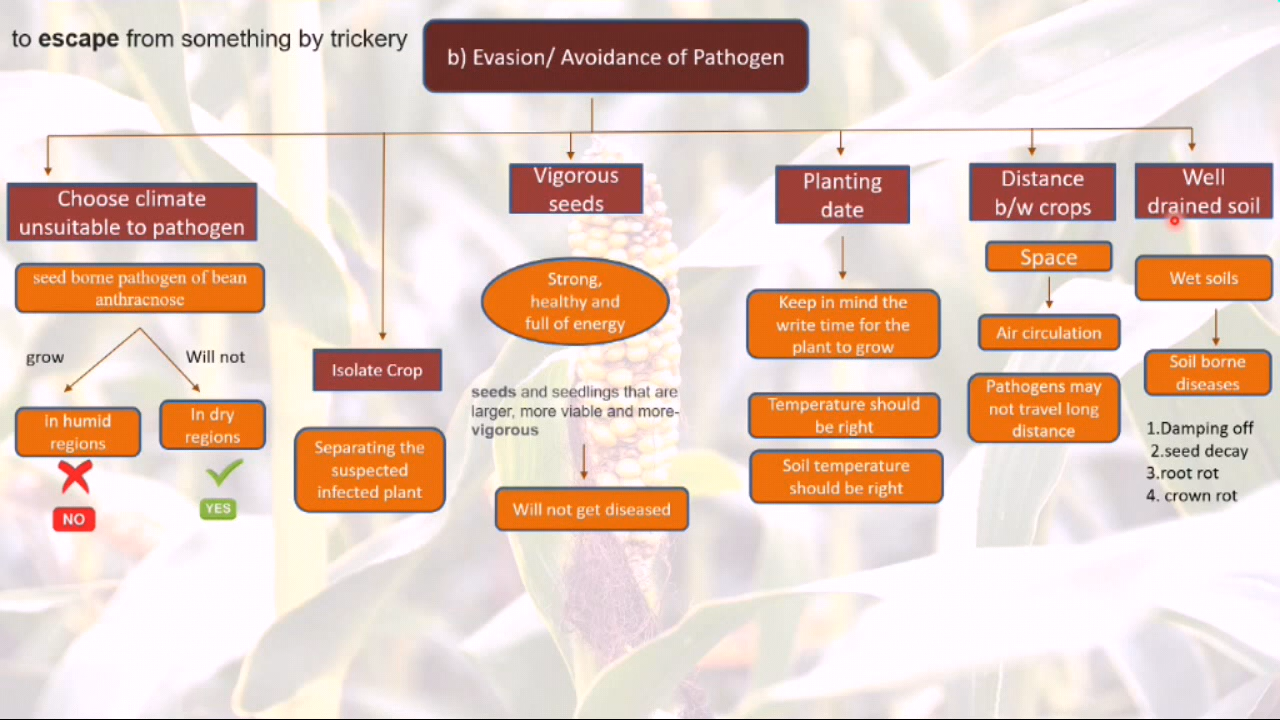 to escape from something by trickery
b) Evasion/ Avoidance of Pathogen
Choose climate
unsuitable to pathogen
seed borne pathogen of bean
anthracnose
grow
Will not
in humid
regions
In dry
regions
NO
YES
Isolate Crop
Separating the
suspected
infected plant
Vigorous
seeds
Strong,
healthy and
full of energy
seeds and seedlings that are
larger, more viable and more-
vigorous
Will not get diseased
Planting
date
Keep in mind the
write time for the
plant to grow
Temperature should
be right
Soil temperature
should be right
Distance
b/w crops
Space
Air circulation
Pathogens may
not travel long
distance
Well
drained soil
Wet soils
Soil borne
diseases
1.Damping off
2.seed decay
3.root rot
4. crown rot